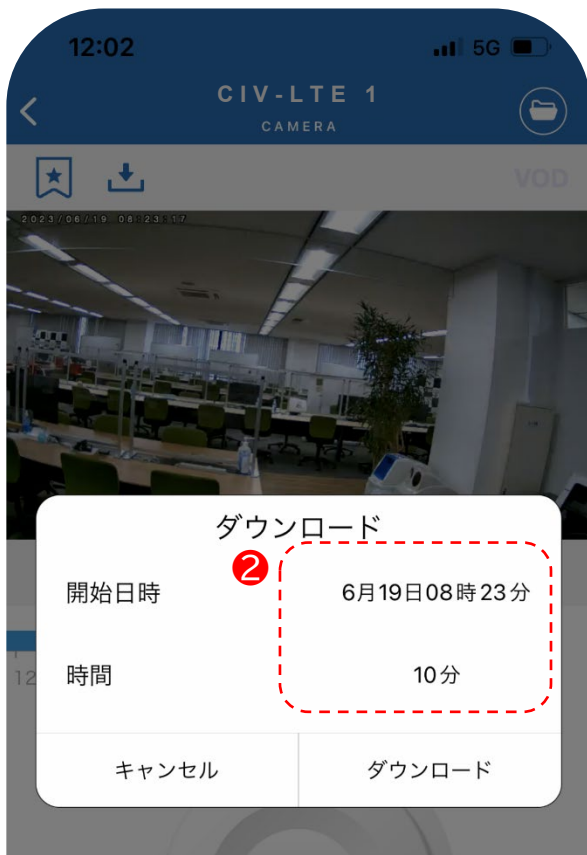 12:02 5G
CIV-LTE 1
CAMERA
VOD
2023/06/19 08:23:17
ダウンロード
2
開始日時 6月19日08時23分
12 時間 10分
キャンセル ダウンロード